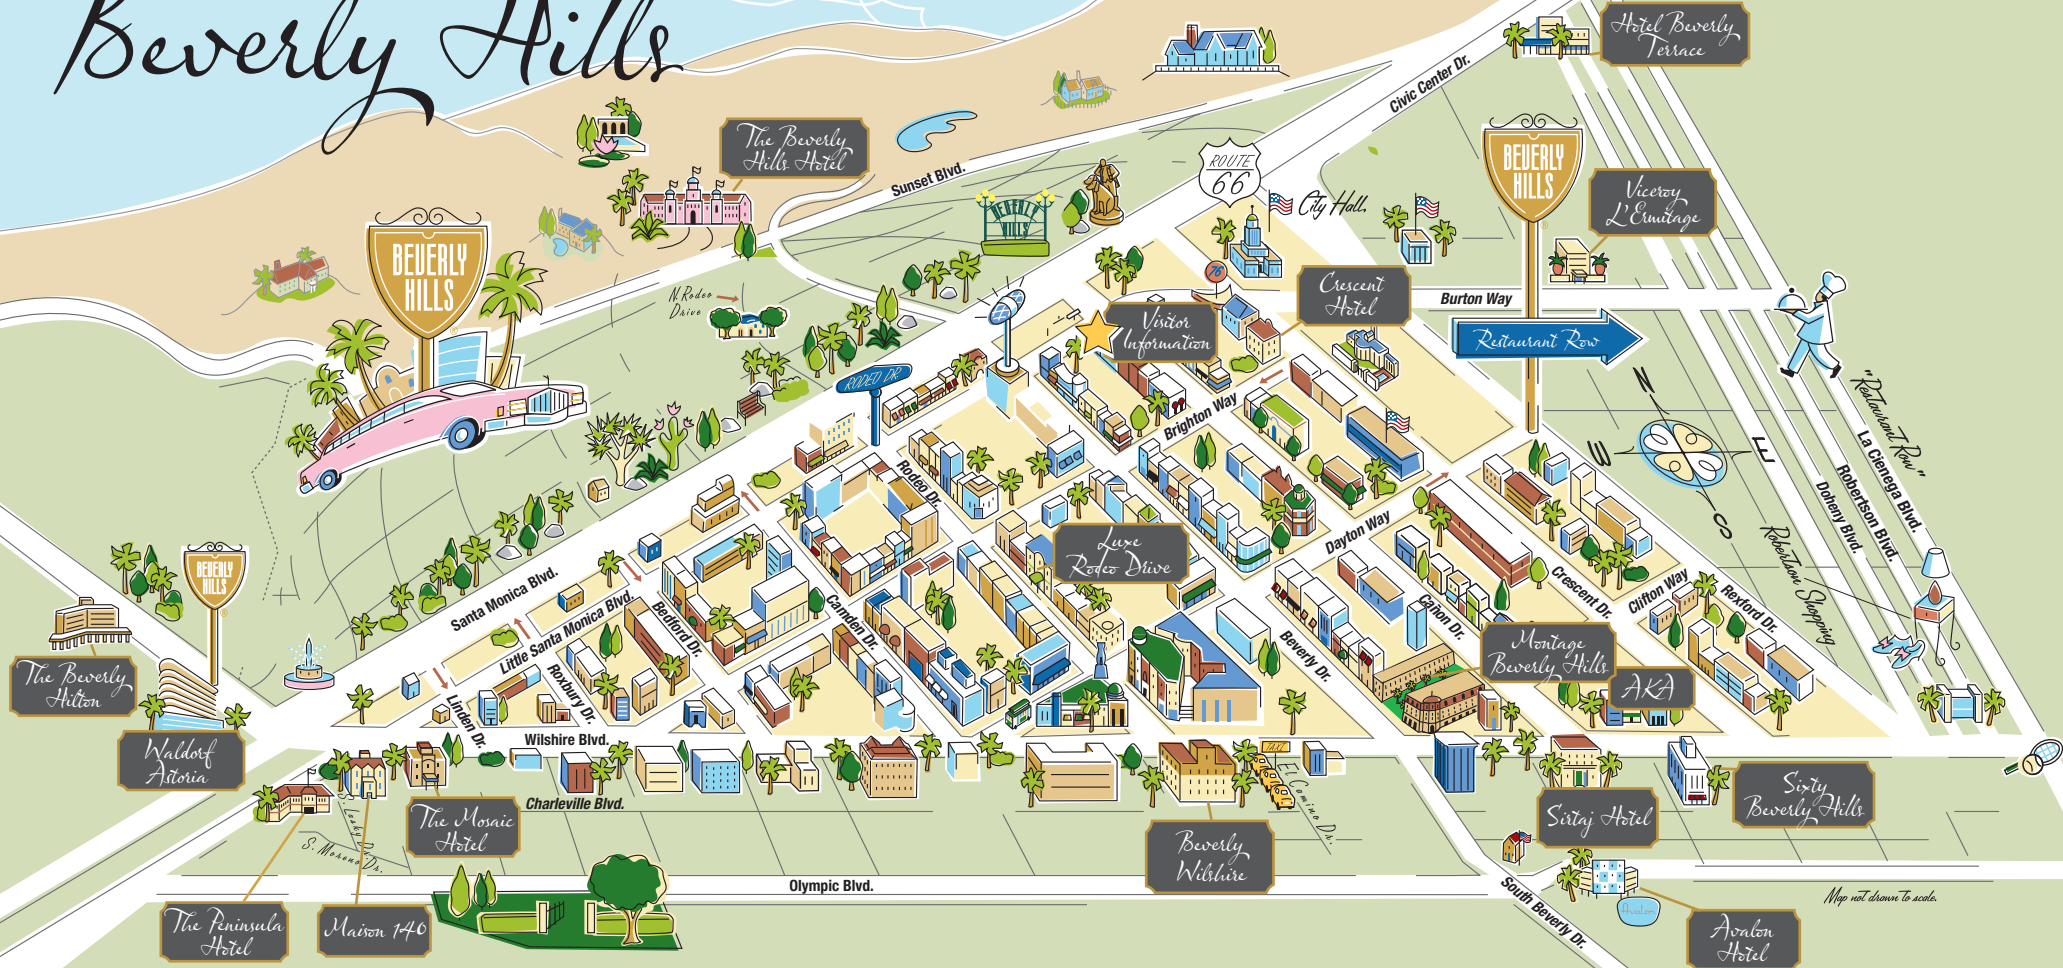 Beverly Hills
Hotel Beverly
Terrace
Civic Center Dr.
The Beverly
Hills Hotel
Sunset Blvd.
ROUTE
66
City Hall
BEVERLY
HILLS
BEVERLY
HILLS
Viceroy
L'Ermitage
BEVERLY
HILLS
N Rodeo
Drive
76
Crescent
Hotel
Burton Way
Visitor
Information
Restaurant Row
RODEO DR.
Brighton Way
"Restaurant Row"
La Cienega Blvd.
Robertson Blvd.
Doheny Blvd.
N
W
E
S
Rodeo Dr.
Dayton Way
Luxe
Rodeo Drive
Robertson Shopping
BEVERLY
HILLS
Santa Monica Blvd.
Little Santa Monica Blvd.
Bedford Dr.
Camden Dr.
Crescent Dr.
Clifton Way
Rexford Dr.
Cañon Dr.
Beverly Dr.
Montage
Beverly Hills
AKA
The Beverly
Hilton
Roxbury Dr.
Linden Dr.
Waldorf
Astoria
Wilshire Blvd.
TAXI
El Camino Dr.
Charleville Blvd.
The Mosaic
Hotel
S. Moreno Dr.
Sirtaj Hotel
Sixty
Beverly Hills
Beverly
Wilshire
Olympic Blvd.
South Beverly Dr.
Map not drawn to scale.
Avalon
The Peninsula
Hotel
Maison 140
Avalon
Hotel